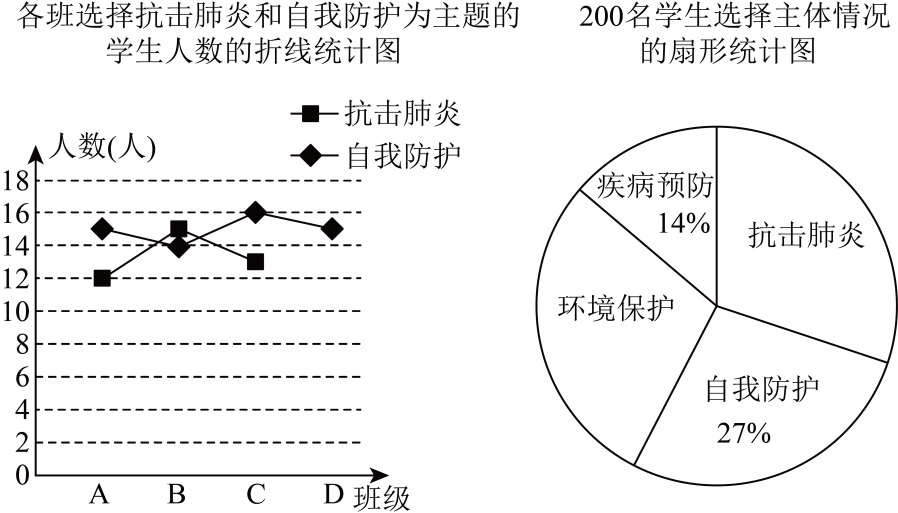 各班选择抗击肺炎和自我防护为主题的
学生人数的折线统计图
人数(人)
抗击肺炎
自我防护
18
16
14
12
10
8
6
4
2
0
A B C D 班级
200名学生选择主体情况
的扇形统计图
疾病预防
14%
抗击肺炎
环境保护
自我防护
27%